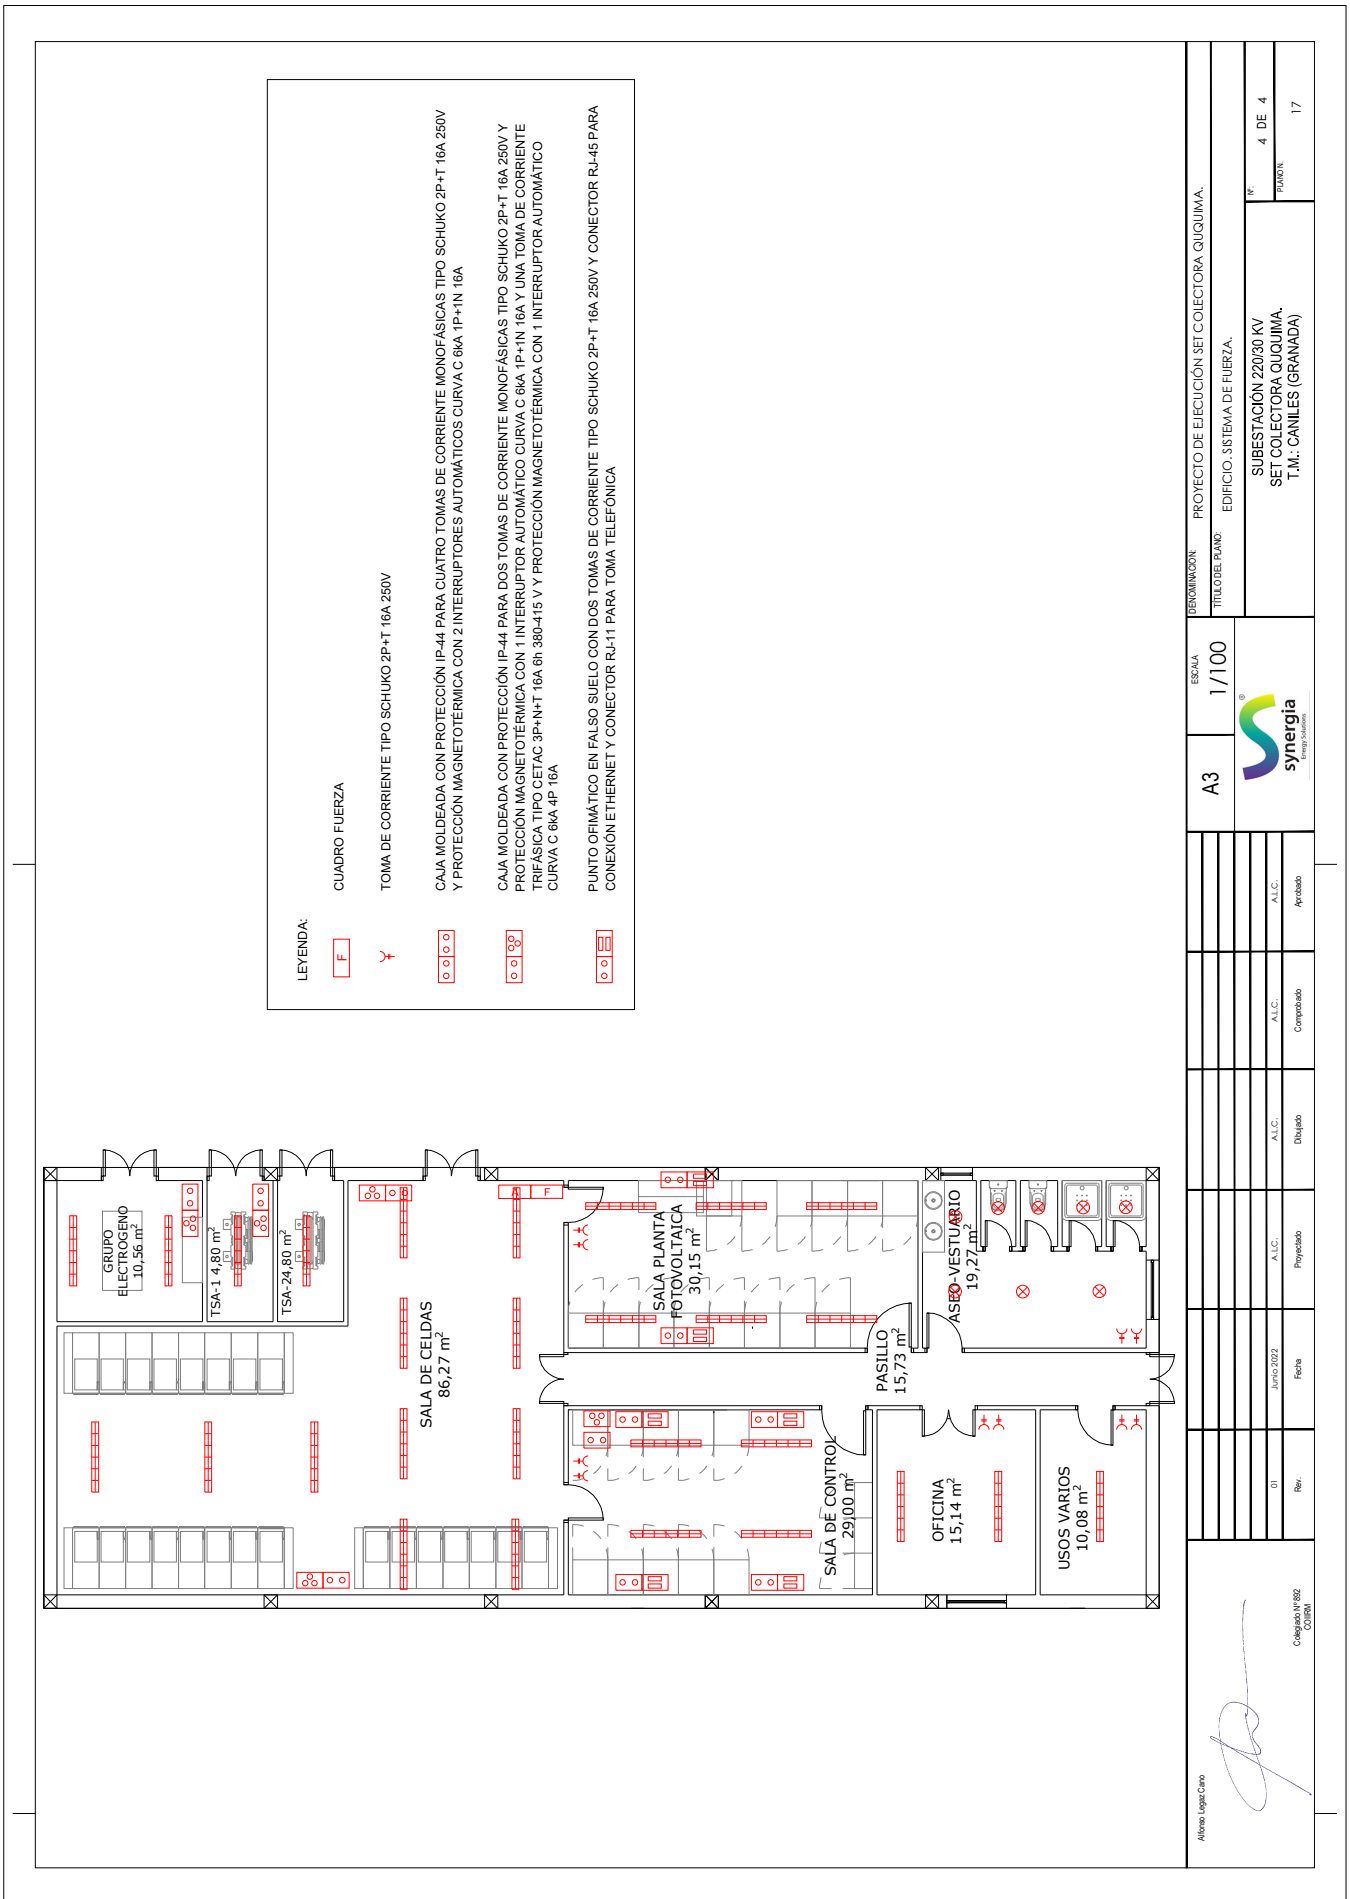 LEYENDA:
F
CUADRO FUERZA
TOMA DE CORRIENTE TIPO SCHUKO 2P+T 16A 250V
CAJA MOLDEADA CON PROTECCIÓN IP-44 PARA CUATRO TOMAS DE CORRIENTE MONOFÁSICAS TIPO SCHUKO 2P+T 16A 250V
Y PROTECCIÓN MAGNETOTÉRMICA CON 2 INTERRUPTORES AUTOMÁTICOS CURVA C 6kA 1P+1N 16A
CAJA MOLDEADA CON PROTECCIÓN IP-44 PARA DOS TOMAS DE CORRIENTE MONOFÁSICAS TIPO SCHUKO 2P+T 16A 250V Y
PROTECCIÓN MAGNETOTÉRMICA CON 1 INTERRUPTOR AUTOMÁTICO CURVA C 6kA 1P+1N 16A Y UNA TOMA DE CORRIENTE
TRIFÁSICA TIPO CETAC 3P+N+T 16A 6h 380-415 V Y PROTECCIÓN MAGNETOTÉRMICA CON 1 INTERRUPTOR AUTOMÁTICO
CURVA C 6kA 4P 16A
PUNTO OFIMÁTICO EN FALSO SUELO CON DOS TOMAS DE CORRIENTE TIPO SCHUKO 2P+T 16A 250V Y CONECTOR RJ-45 PARA
CONEXIÓN ETHERNET Y CONECTOR RJ-11 PARA TOMA TELEFÓNICA
GRUPO
ELECTROGENO
10,56 m²
TSA-1 4,80 m²
TSA-24,80 m²
SALA DE CELDAS
86,27 m²
F
SALA PLANTA
FOTOVOLTAICA
30,15 m²
PASILLO
15,73 m²
ASEO-VESTUARIO
19,27 m²
SALA DE CONTROL
29,00 m²
OFICINA
15,14 m²
USOS VARIOS
10,08 m²
Alfonso Legaz Cano
Colegiado Nº 892
COIIRM
01
Junio 2022
A.L.C.
A.L.C.
A.L.C.
A.L.C.
Rev.
Fecha
Proyectado
Dibujado
Comprobado
Aprobado
A3
ESCALA
1/100
synergia
Energy Solutions
®
DENOMINACIÓN:
PROYECTO DE EJECUCIÓN SET COLECTORA QUQUIMA.
TÍTULO DEL PLANO:
EDIFICIO. SISTEMA DE FUERZA.
SUBESTACIÓN 220/30 KV
SET COLECTORA QUQUIMA.
T.M.: CANILES (GRANADA)
Nº:
4 DE 4
PLANO N.
17